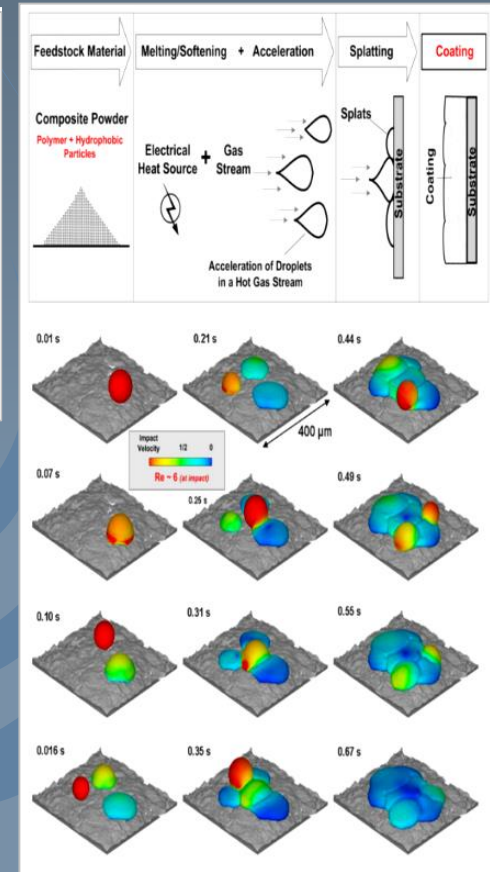 Feedstock Material
Melting/Softening + Acceleration
Splatting
Coating
Composite Powder
Polymer + Hydrophobic
Particles
Electrical
Heat Source
+
Gas
Stream
Acceleration of Droplets
in a Hot Gas Stream
Splats
Substrate
Coating
Substrate
0.01 s
0.21 s
0.44 s
400 µm
Impact
Velocity 1/2 0
Re ~ 6 (at impact)
0.07 s
0.25 s
0.49 s
0.10 s
0.31 s
0.55 s
0.016 s
0.35 s
0.67 s